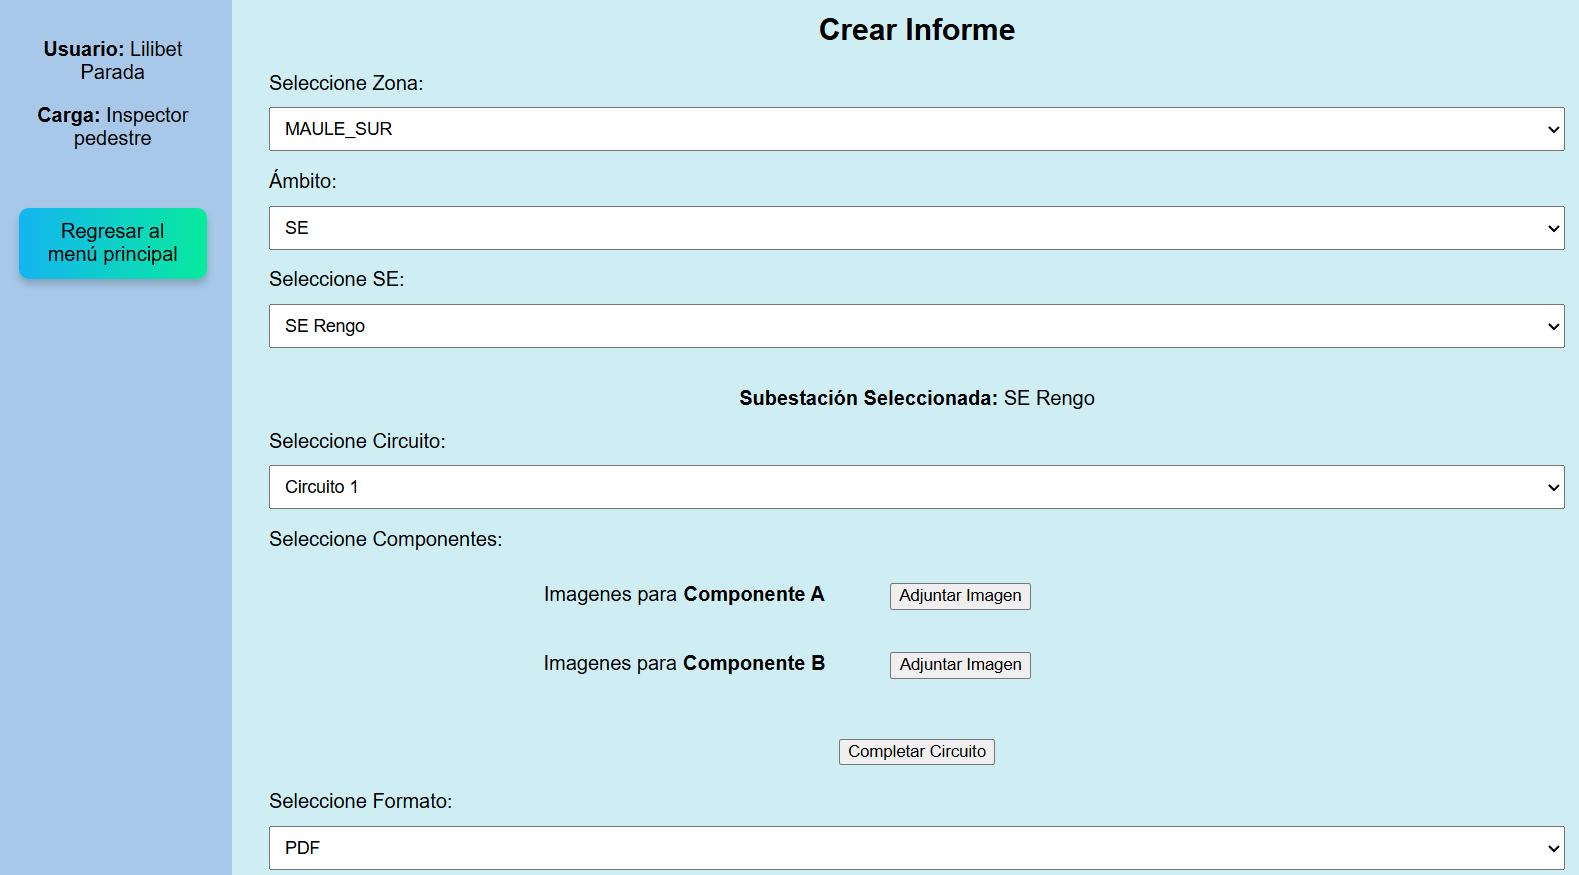 Usuario: Lilibet
Parada
Carga: Inspector
pedestre
Regresar al
menú principal
Crear Informe
Seleccione Zona:
MAULE_SUR
Ámbito:
SE
Seleccione SE:
SE Rengo
Subestación Seleccionada: SE Rengo
Seleccione Circuito:
Circuito 1
Seleccione Componentes:
Imagenes para Componente A
Adjuntar Imagen
Imagenes para Componente B
Adjuntar Imagen
Completar Circuito
Seleccione Formato:
PDF